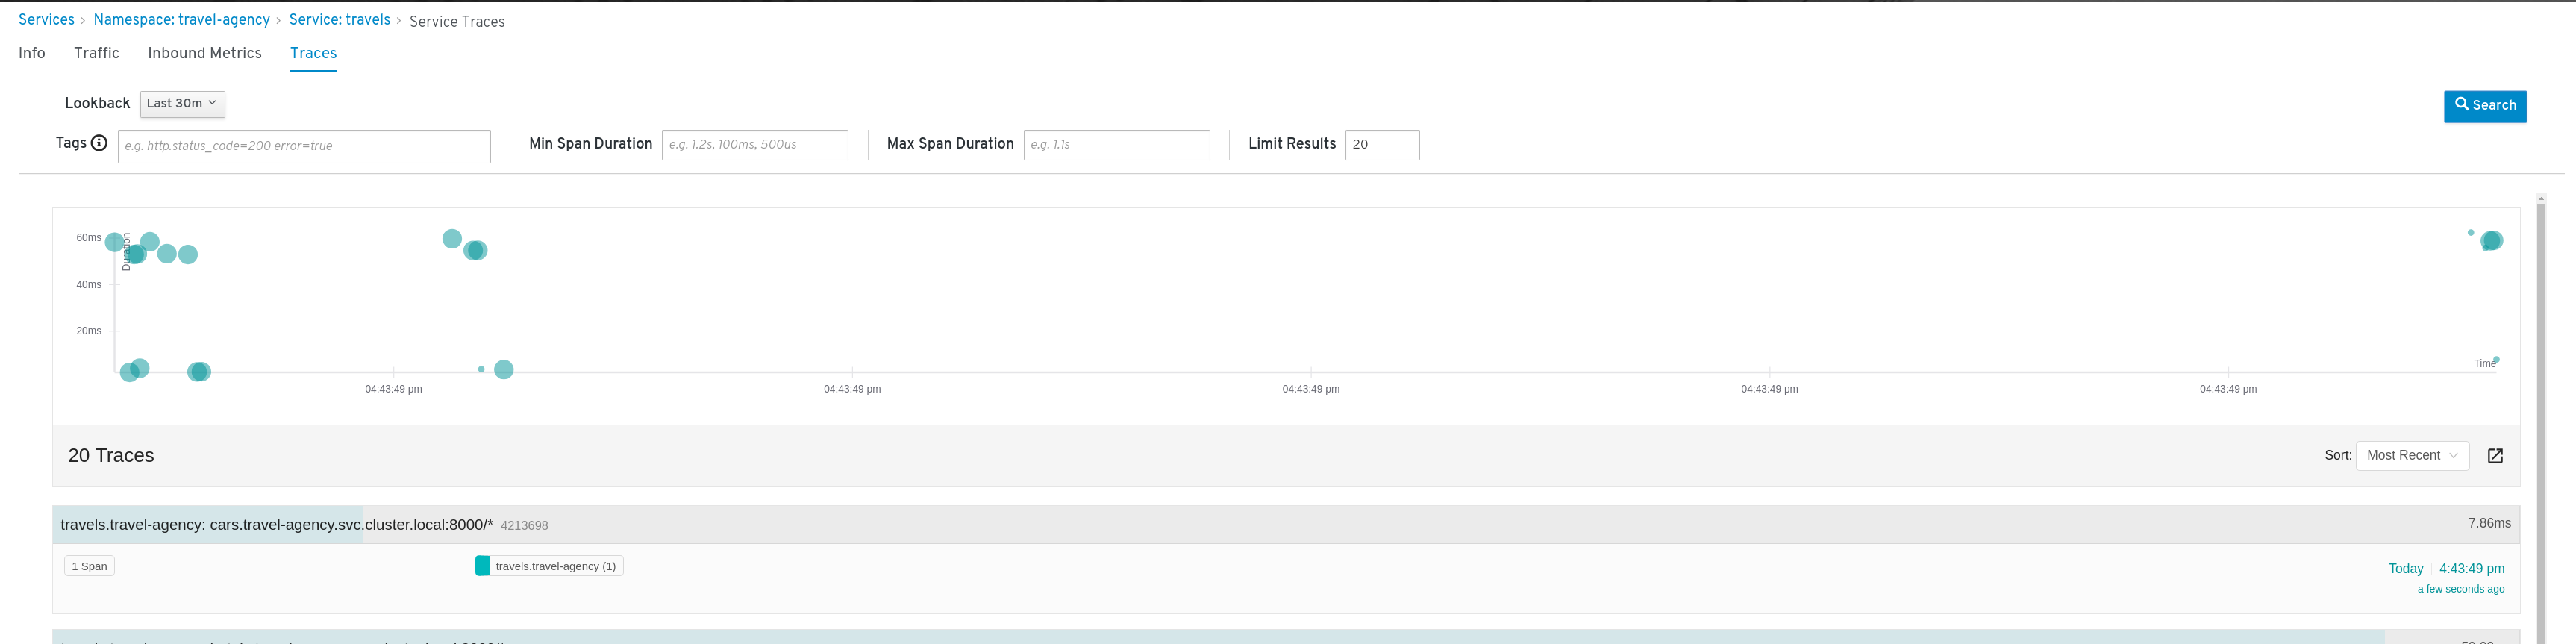 Services > Namespace: travel-agency > Service: travels > Service Traces
Info Traffic Inbound Metrics Traces
Lookback Last 30m Search
Tags e.g. http.status_code=200 error=true Min Span Duration e.g. 1.2s, 100ms, 500us Max Span Duration e.g. 1.1s Limit Results 20
60ms
Duration
40ms
20ms
Time
04:43:49 pm 04:43:49 pm 04:43:49 pm 04:43:49 pm 04:43:49 pm
20 Traces Sort: Most Recent
travels.travel-agency: cars.travel-agency.svc.cluster.local:8000/* 4213698 7.86ms
1 Span travels.travel-agency (1) Today 4:43:49 pm
a few seconds ago